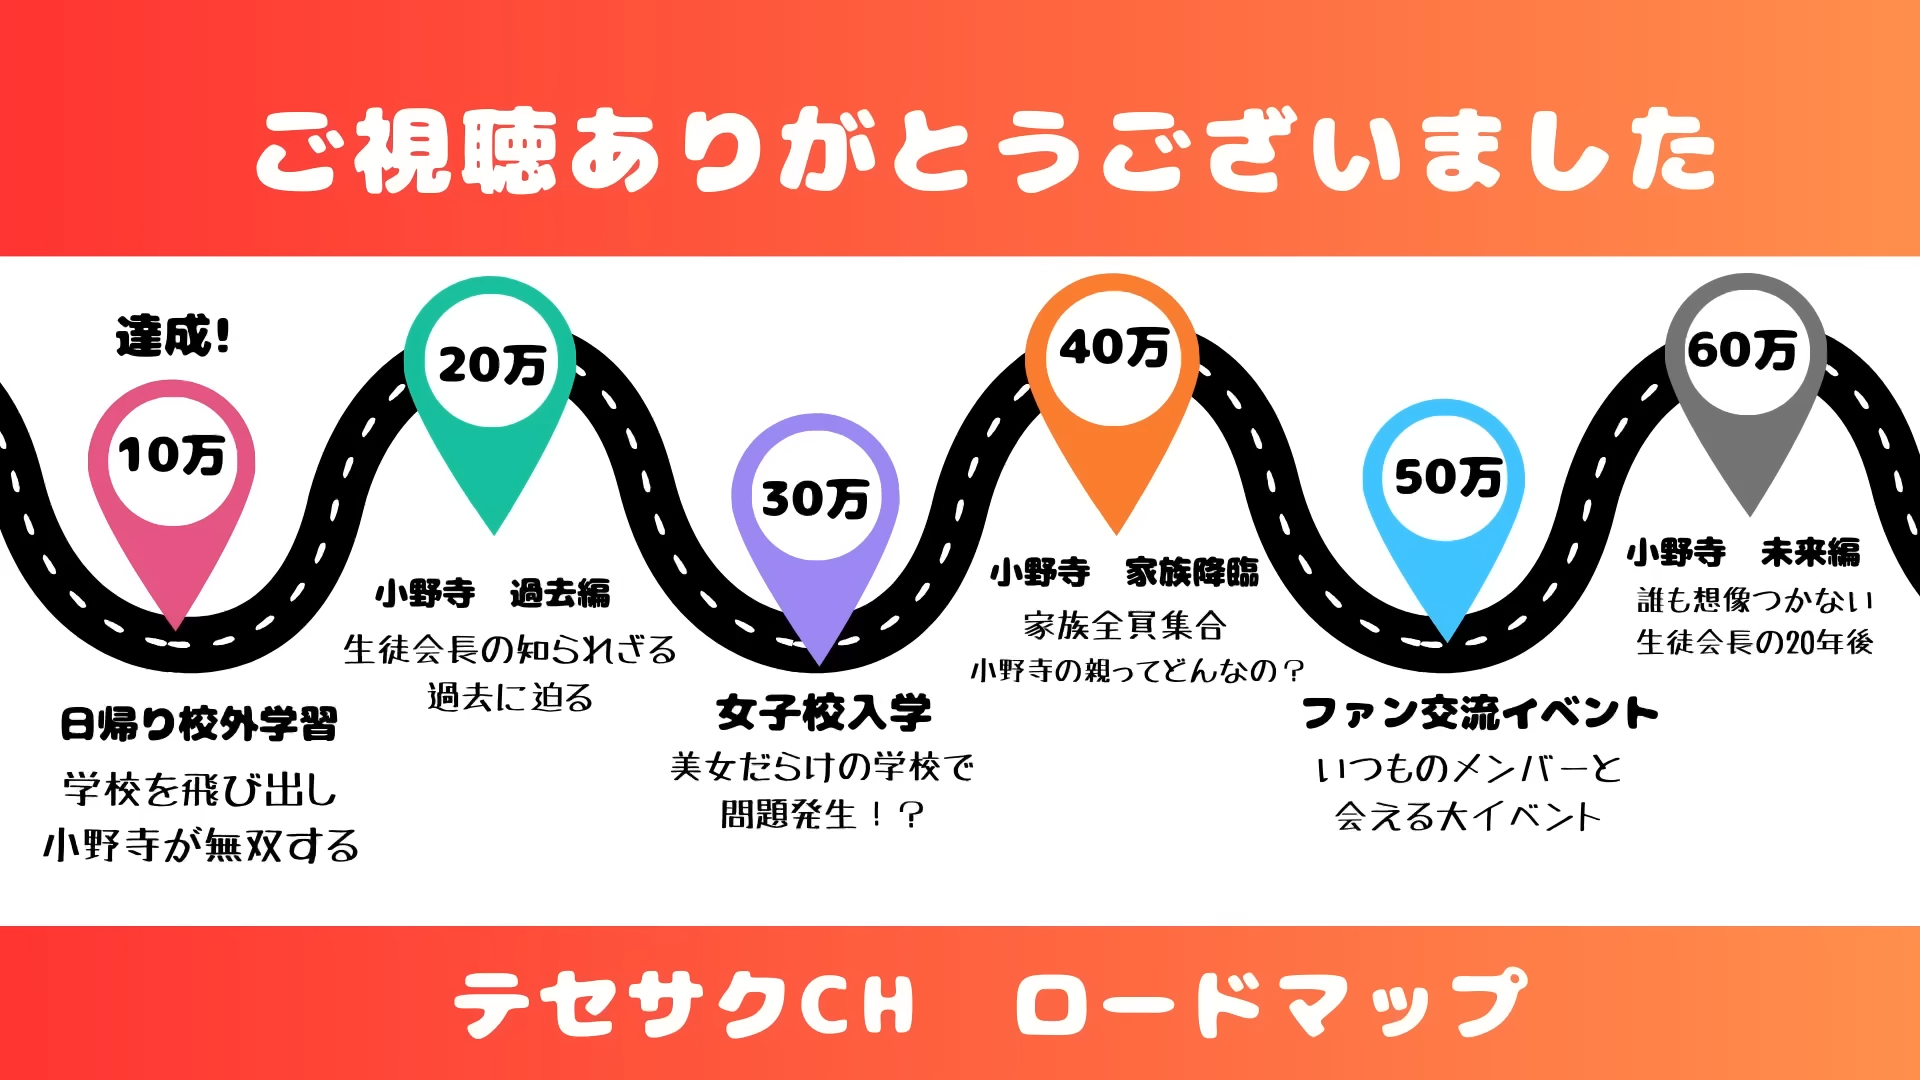 ご視聴ありがとうございました
達成!
10万
日帰り校外学習
学校を飛び出し
小野寺が無双する
20万
小野寺　過去編
生徒会長の知られざる
過去に迫る
30万
女子校入学
美女だらけの学校で
問題発生！？
40万
小野寺　家族降臨
家族全員集合
小野寺の親ってどんなの？
50万
ファン交流イベント
いつものメンバーと
会える大イベント
60万
小野寺　未来編
誰も想像つかない
生徒会長の20年後
テセサクCH　ロードマップ